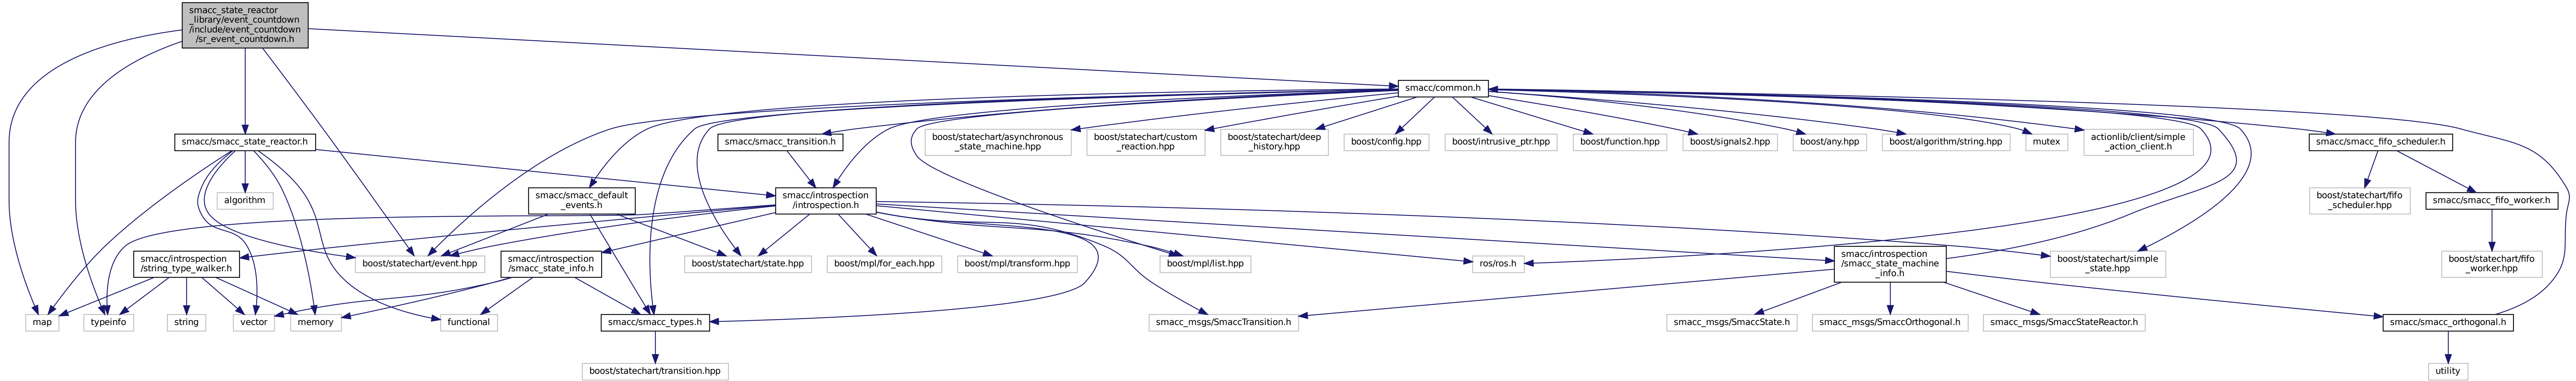 smacc_state_reactor
_library/event_countdown
/include/event_countdown
/sr_event_countdown.h
smacc/common.h
smacc/smacc_state_reactor.h
smacc/smacc_transition.h
boost/statechart/asynchronous
_state_machine.hpp
boost/statechart/custom
_reaction.hpp
boost/statechart/deep
_history.hpp
boost/config.hpp
boost/intrusive_ptr.hpp
boost/function.hpp
boost/signals2.hpp
boost/any.hpp
boost/algorithm/string.hpp
mutex
actionlib/client/simple
_action_client.h
smacc/smacc_fifo_scheduler.h
algorithm
smacc/smacc_default
_events.h
smacc/introspection
/introspection.h
boost/statechart/fifo
_scheduler.hpp
smacc/smacc_fifo_worker.h
smacc/introspection
/string_type_walker.h
boost/statechart/event.hpp
smacc/introspection
/smacc_state_info.h
boost/statechart/state.hpp
boost/mpl/for_each.hpp
boost/mpl/transform.hpp
boost/mpl/list.hpp
ros/ros.h
smacc/introspection
/smacc_state_machine
_info.h
boost/statechart/simple
_state.hpp
boost/statechart/fifo
_worker.hpp
map
typeinfo
string
vector
memory
functional
smacc/smacc_types.h
smacc_msgs/SmaccTransition.h
smacc_msgs/SmaccState.h
smacc_msgs/SmaccOrthogonal.h
smacc_msgs/SmaccStateReactor.h
smacc/smacc_orthogonal.h
boost/statechart/transition.hpp
utility